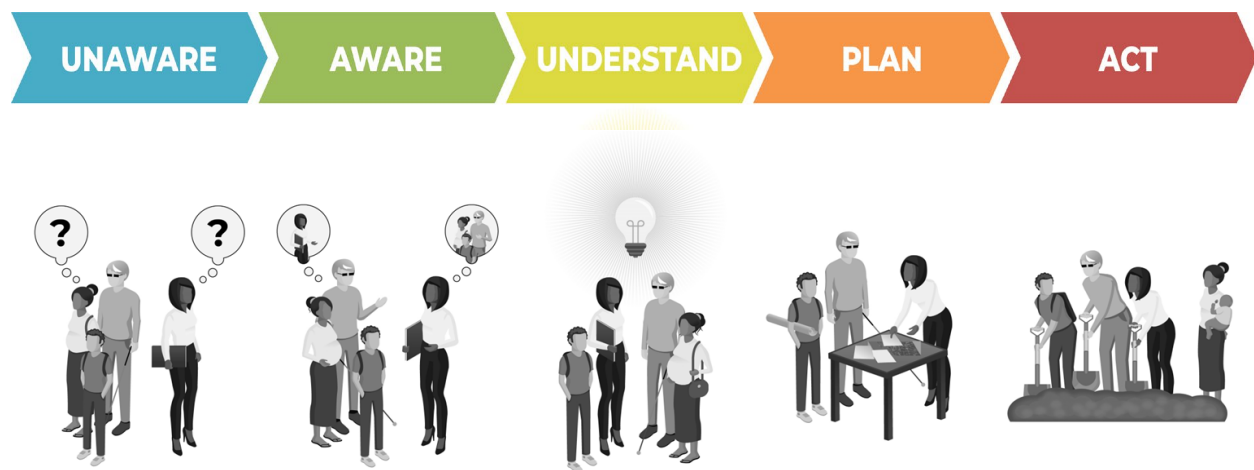 UNAWARE
AWARE
UNDERSTAND
PLAN
ACT
?
?